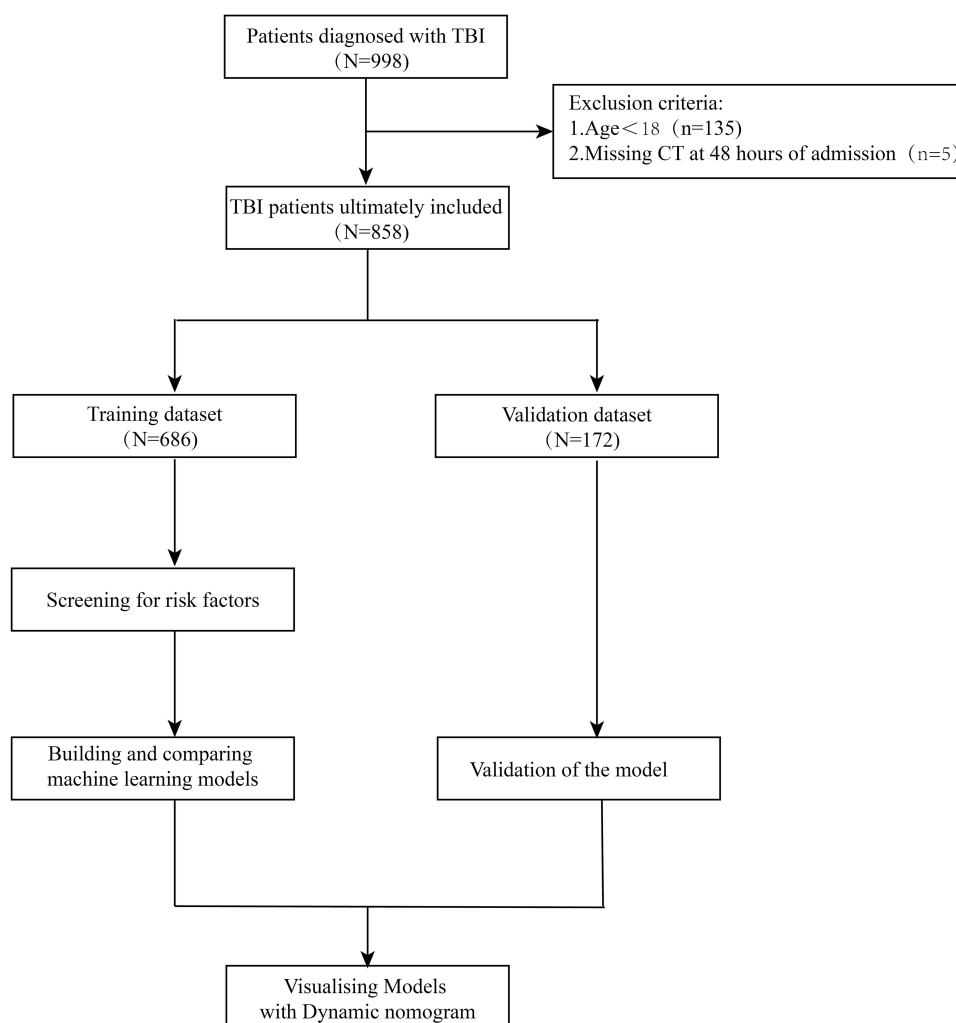 Patients diagnosed with TBI
（N=998）
Exclusion criteria:
1.Age＜18（n=135）
2.Missing CT at 48 hours of admission（n=5）
TBI patients ultimately included
（N=858）
Training dataset
（N=686）
Validation dataset
（N=172）
Screening for risk factors
Building and comparing
machine learning models
Validation of the model
Visualising Models
with Dynamic nomogram